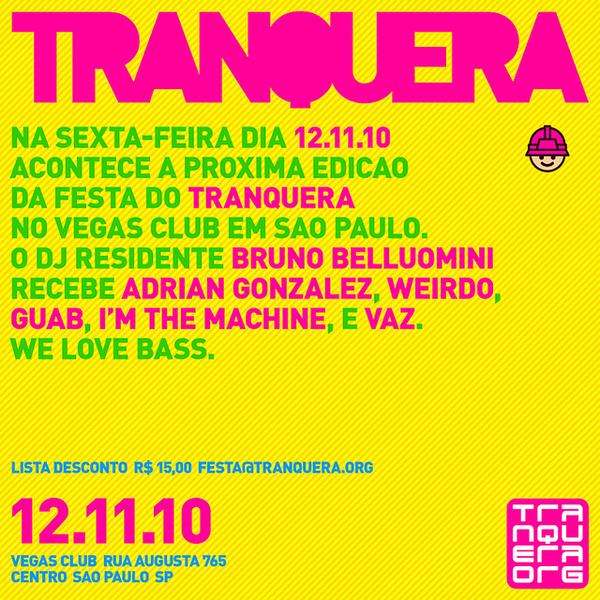 TRANQUERA
NA SEXTA-FEIRA DIA 12.11.10
ACONTECE A PROXIMA EDICAO
DA FESTA DO TRANQUERA
NO VEGAS CLUB EM SAO PAULO.
O DJ RESIDENTE BRUNO BELLUOMINI
RECEBE ADRIAN GONZALEZ, WEIRDO,
GUAB, I'M THE MACHINE, E VAZ.
WE LOVE BASS.
LISTA DESCONTO R$ 15,00 FESTA@TRANQUERA.ORG
12.11.10
VEGAS CLUB RUA AUGUSTA 765
CENTRO SAO PAULO SP
Tra
nqu
era
org